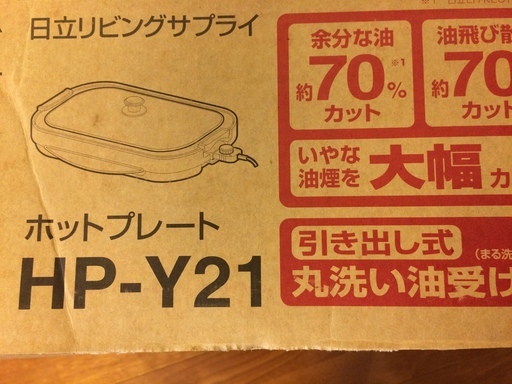 日立リビングサプライ
余分な油
約70%※1
カット
油飛び散
約70
カット
いやな
油煙を大幅カ
ホットプレート
HP-Y21
引き出し式
(まる洗
丸洗い油受け